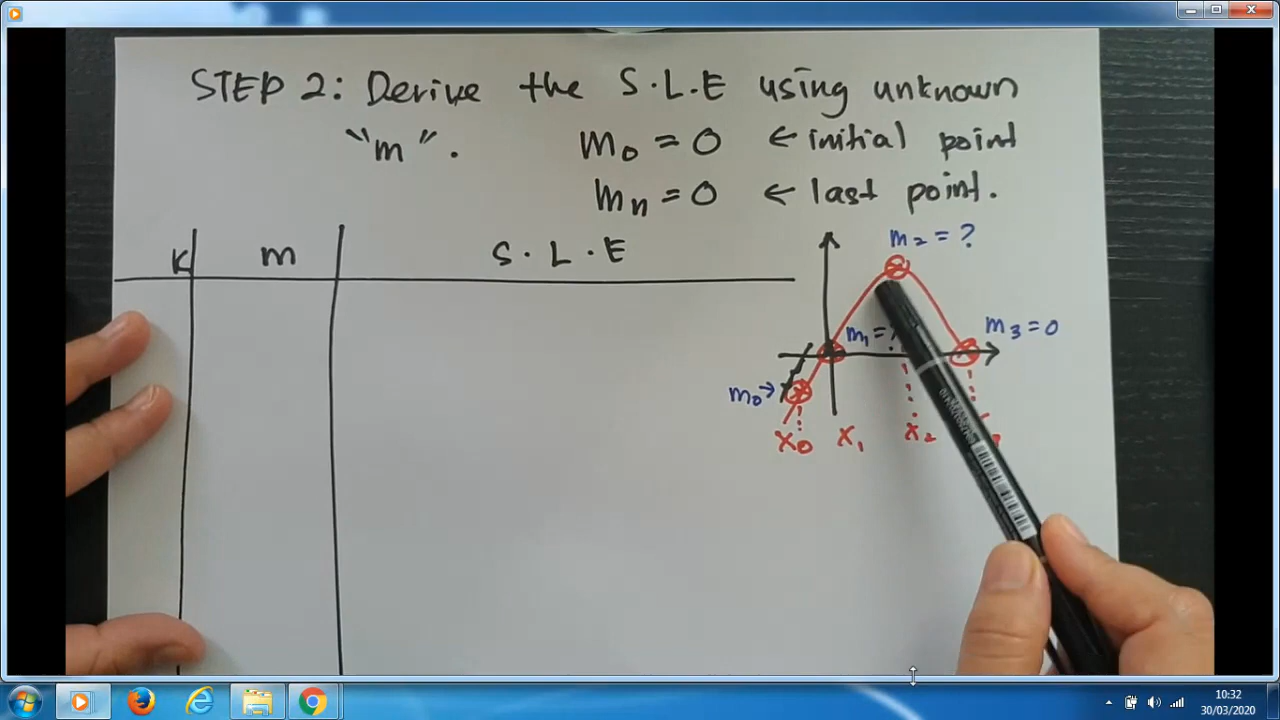 STEP 2: Derive the S.L.E using unknown
"m". m₀ = 0 ← initial point
mₙ = 0 ← last point.
K m S.L.E
m₂ = ?
m₁ = ?
m₃ = 0
m₀ →
x₀ x₁ x₂
10:32
30/03/2020